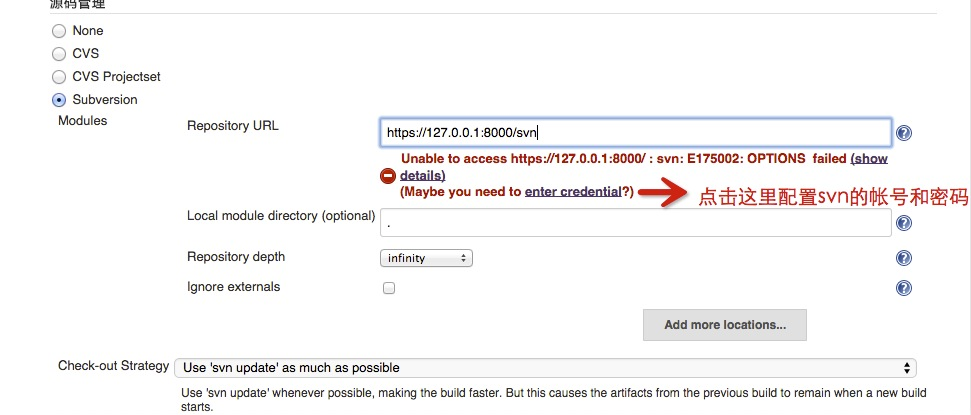 源码管理
None
CVS
CVS Projectset
Subversion
Modules
Repository URL
https://127.0.0.1:8000/svn
Unable to access https://127.0.0.1:8000/ : svn: E175002: OPTIONS failed (show
details)
(Maybe you need to enter credential?)
点击这里配置svn的帐号和密码
Local module directory (optional)
.
Repository depth
infinity
Ignore externals
Add more locations...
Check-out Strategy
Use 'svn update' as much as possible
Use 'svn update' whenever possible, making the build faster. But this causes the artifacts from the previous build to remain when a new build
starts.